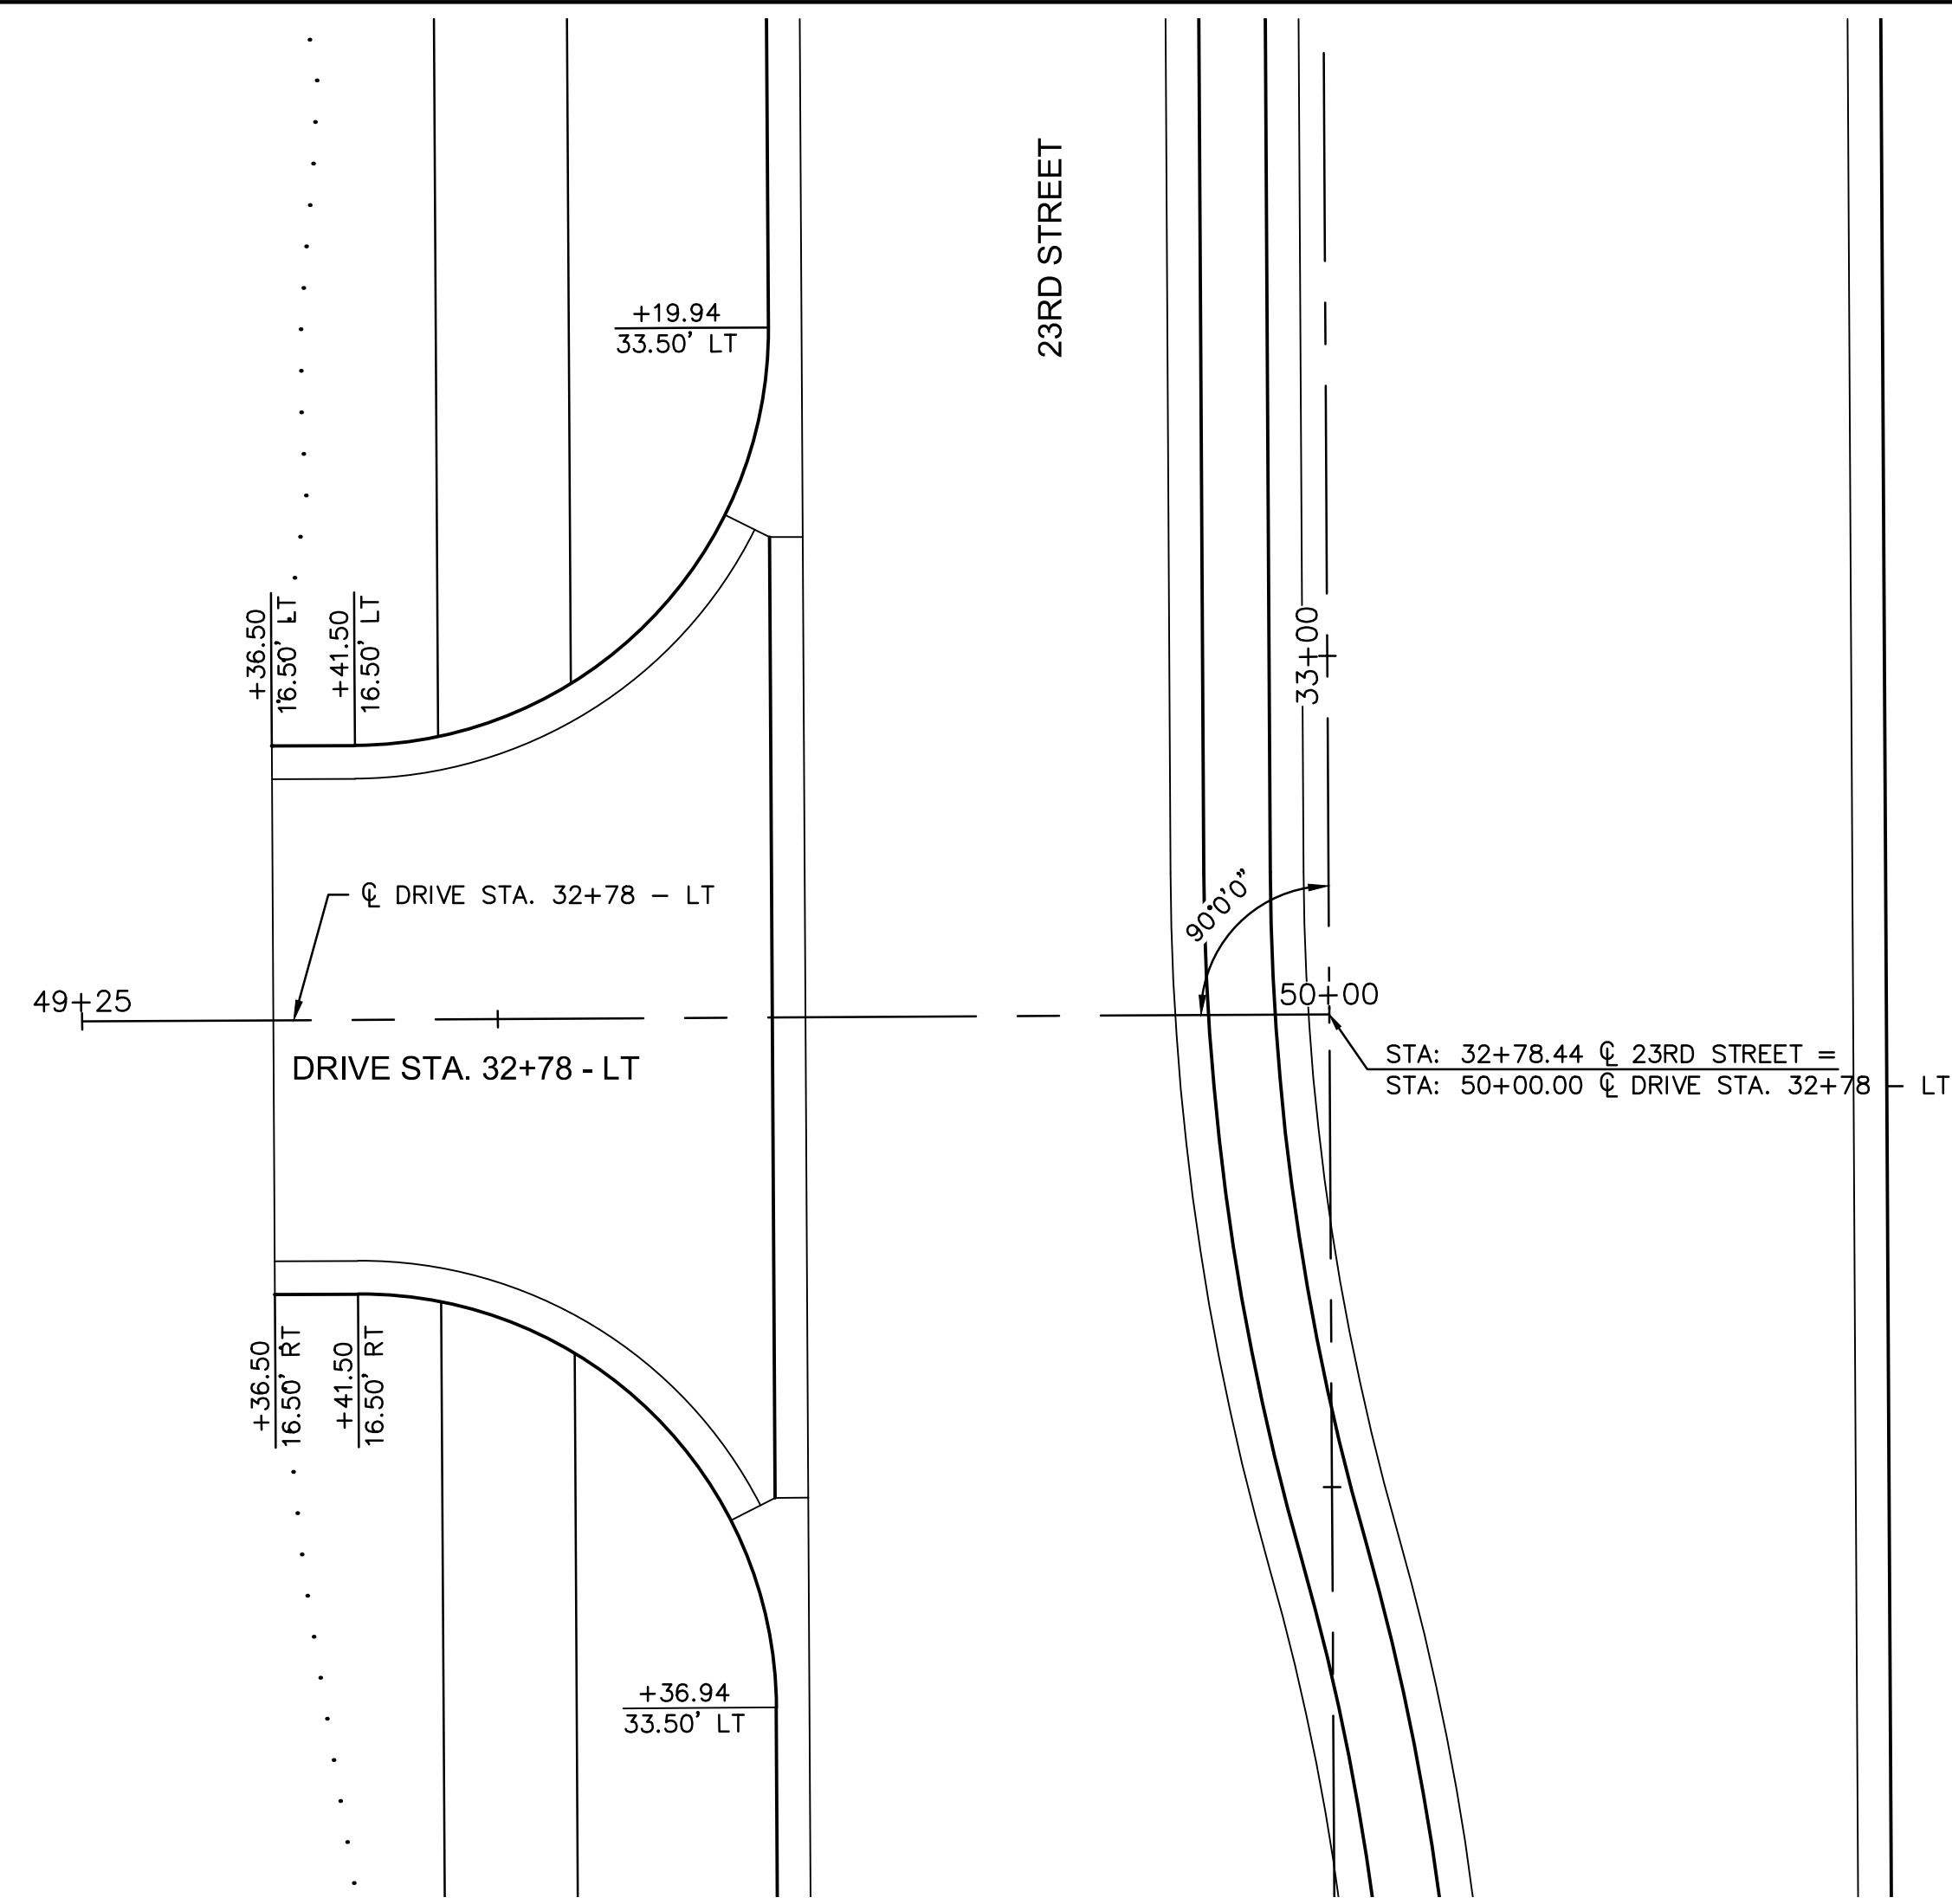 23RD STREET
+19.94
33.50' LT
+36.50
16.50' LT
+41.50
16.50' LT
33+00
℄ DRIVE STA. 32+78 - LT
90°0'0"
49+25
50+00
DRIVE STA. 32+78 - LT
STA: 32+78.44 ℄ 23RD STREET =
STA: 50+00.00 ℄ DRIVE STA. 32+78 - LT
+36.50
16.50' RT
+41.50
16.50' RT
+36.94
33.50' LT